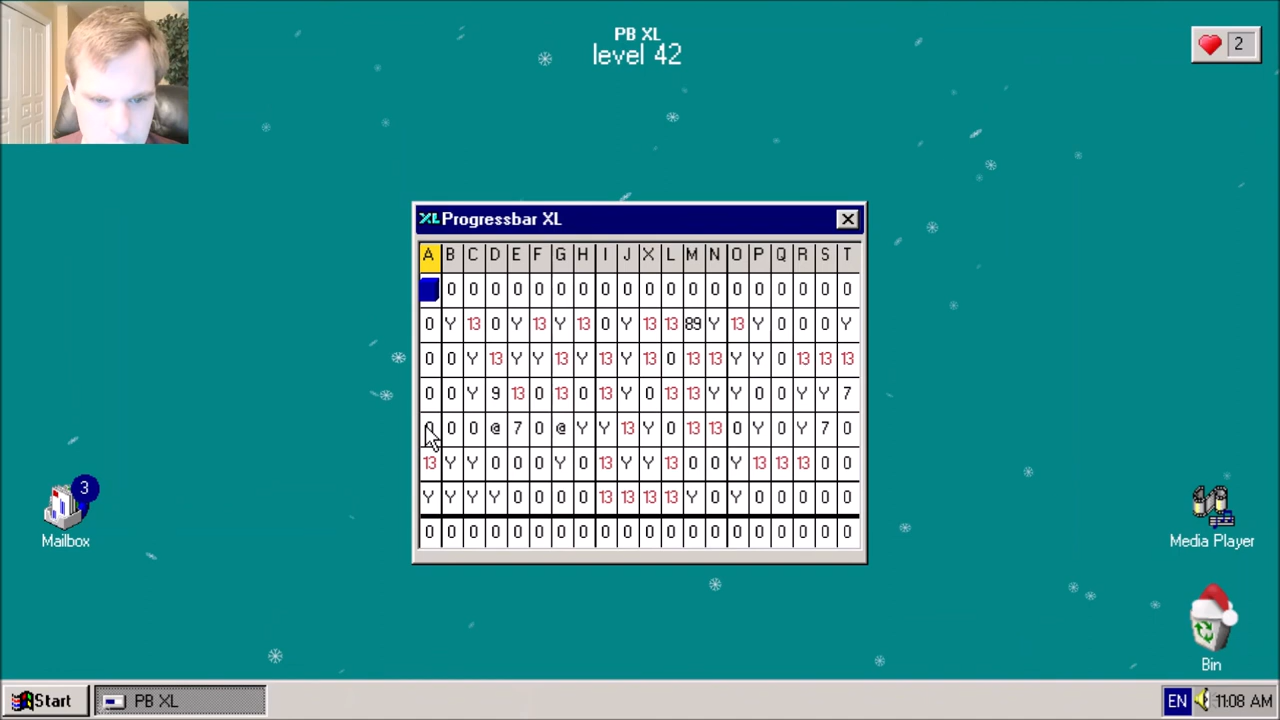 PB XL
level 42
2
XL Progressbar XL
A B C D E F G H I J X L M N O P Q R S T
0 0 0 0 0 0 0 0 0 0 0 0 0 0 0 0 0 0 0
0 Y 13 0 Y 13 Y 13 0 Y 13 13 89 Y 13 Y 0 0 0 Y
0 0 Y 13 Y Y 13 Y 13 Y 13 0 13 13 Y Y 0 13 13 13
0 0 Y 9 13 0 13 0 13 Y 0 13 13 Y Y 0 0 Y Y 7
0 0 0 @ 7 0 @ Y Y 13 Y 0 13 13 0 Y 0 Y 7 0
13 Y Y 0 0 0 Y 0 13 Y Y 13 0 0 Y 13 13 13 0 0
Y Y Y Y 0 0 0 0 13 13 13 13 Y 0 Y 0 0 0 0 0
0 0 0 0 0 0 0 0 0 0 0 0 0 0 0 0 0 0 0 0
3
Mailbox
Media Player
Bin
Start
PB XL
EN
11:08 AM